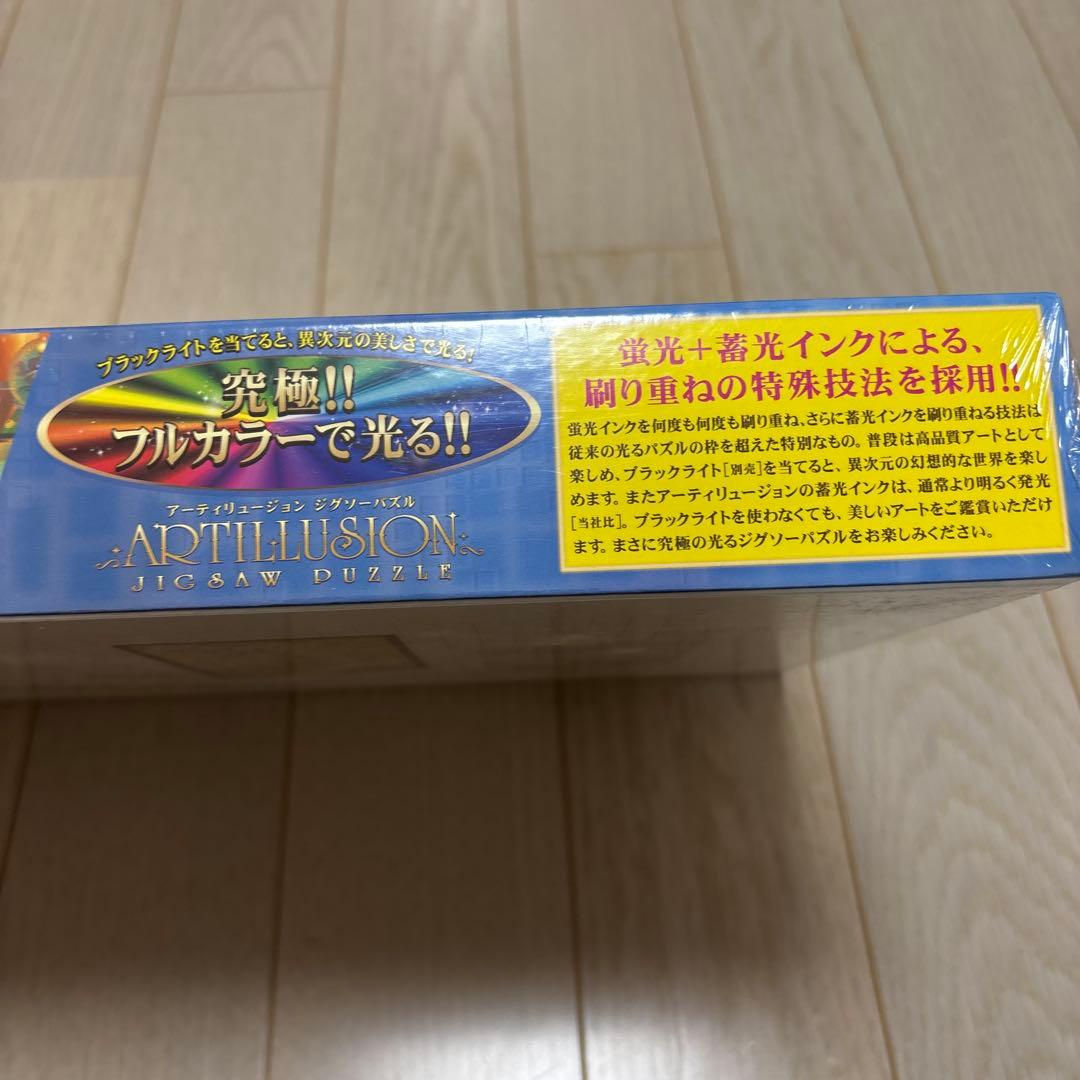 ブラックライトを当てると、異次元の美しさで光る!
究極!!
フルカラーで光る!!
アーティリュージョン ジグソーパズル
ARTILLUSION
JIGSAW PUZZLE
蛍光+蓄光インクによる、
刷り重ねの特殊技法を採用!!
蛍光インクを何度も何度も刷り重ね、さらに蓄光インクを刷り重ねる技法は
従来の光るパズルの枠を超えた特別なもの。普段は高品質アートとして
楽しめ、ブラックライト[別売]を当てると、異次元の幻想的な世界を楽し
めます。またアーティリュージョンの蓄光インクは、通常より明るく発光
[当社比]。ブラックライトを使わなくても、美しいアートをご鑑賞いただけ
ます。まさに究極の光るジグソーパズルをお楽しみください。